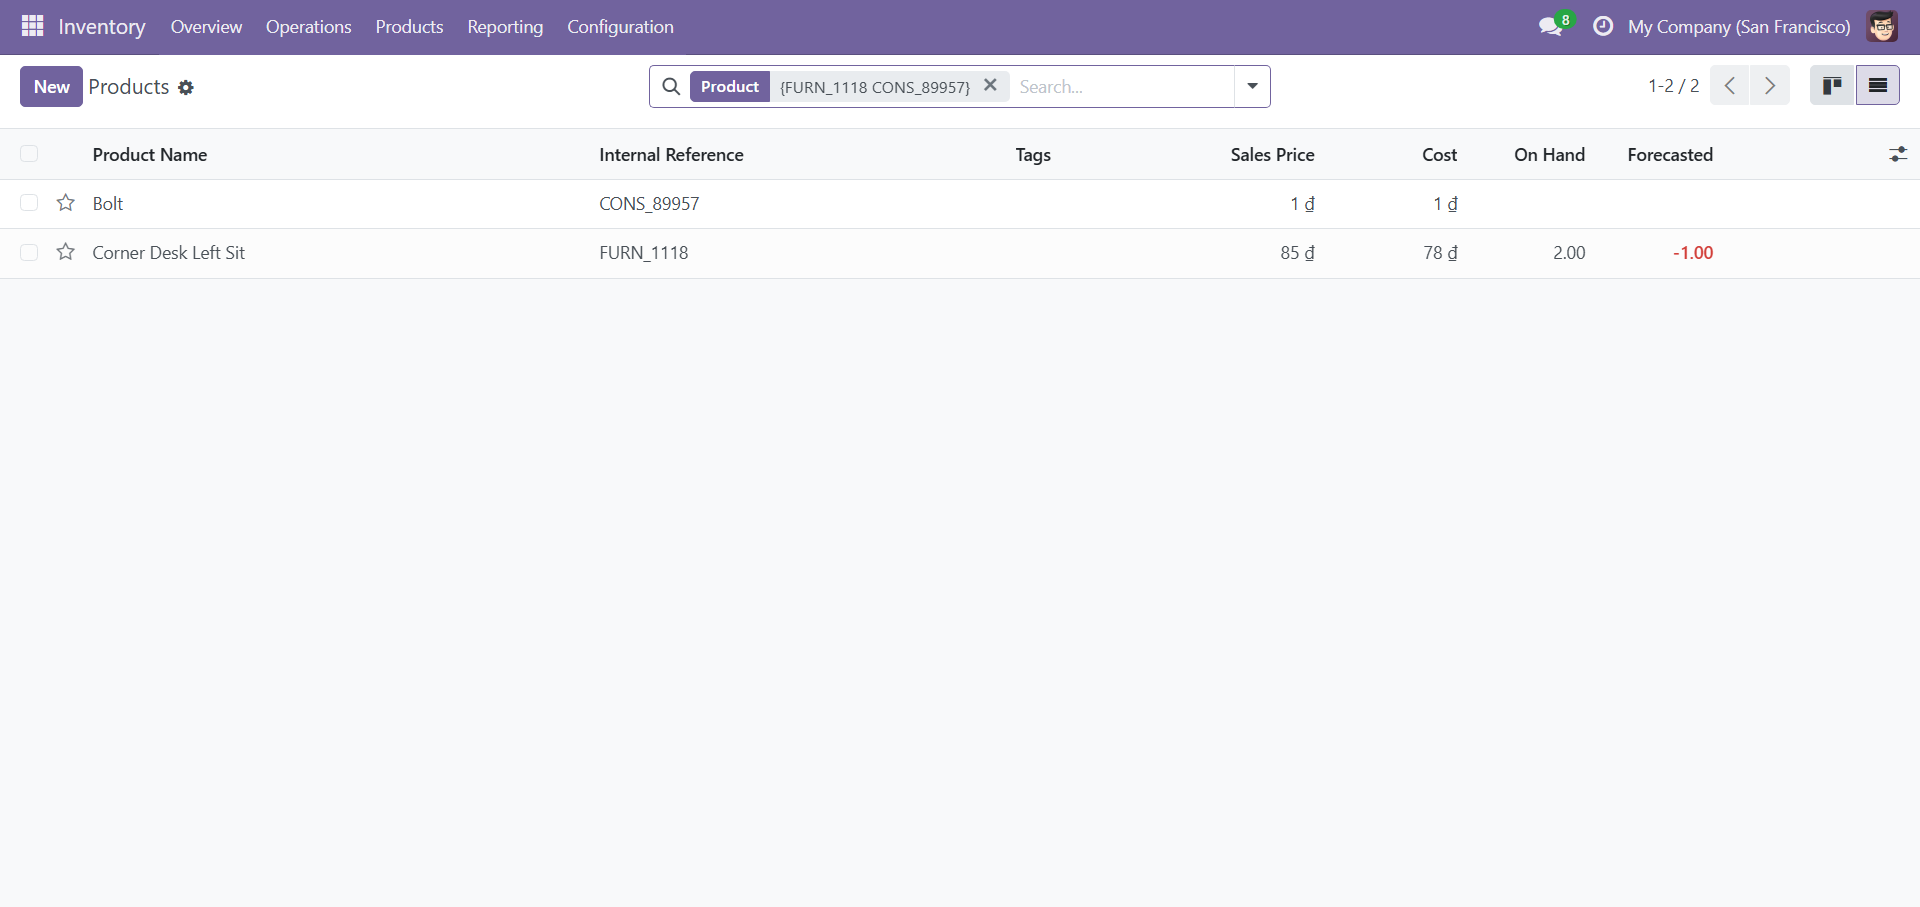 Inventory Overview Operations Products Reporting Configuration 8 My Company (San Francisco)
New Products Product {FURN_1118 CONS_89957} Search... 1-2 / 2
Product Name Internal Reference Tags Sales Price Cost On Hand Forecasted
Bolt CONS_89957 1 ₫ 1 ₫
Corner Desk Left Sit FURN_1118 85 ₫ 78 ₫ 2.00 -1.00